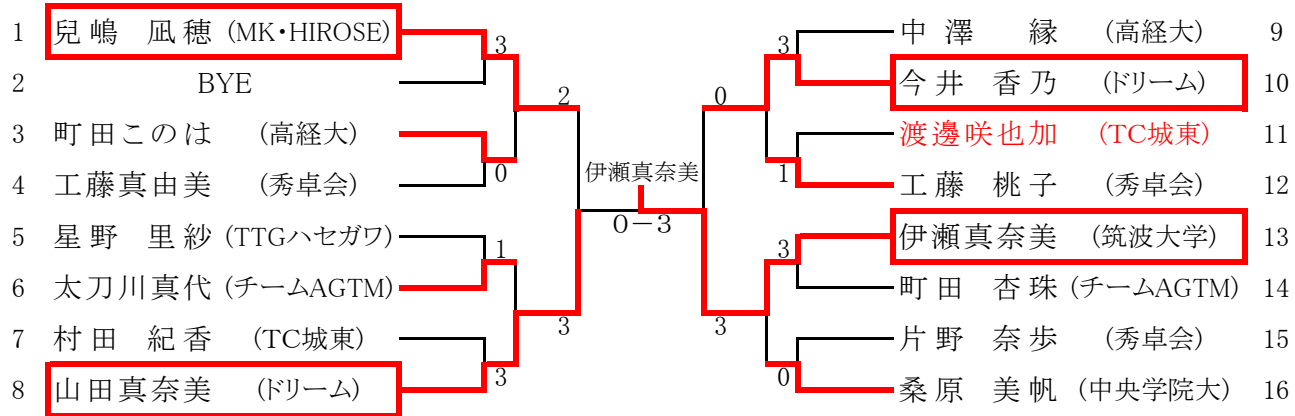 1 兒嶋 凪穂 (MK・HIROSE)
2 BYE
3 町田このは (高経大)
4 工藤真由美 (秀卓会)
5 星野 里紗 (TTGハセガワ)
6 太刀川真代 (チームAGTM)
7 村田 紀香 (TC城東)
8 山田真奈美 (ドリーム)
3
0
1
3
2
3
伊瀬真奈美
0-3
0
3
3
1
3
0
中澤 縁 (高経大) 9
今井 香乃 (ドリーム) 10
渡邊咲也加 (TC城東) 11
工藤 桃子 (秀卓会) 12
伊瀬真奈美 (筑波大学) 13
町田 杏珠 (チームAGTM) 14
片野 奈歩 (秀卓会) 15
桑原 美帆 (中央学院大) 16